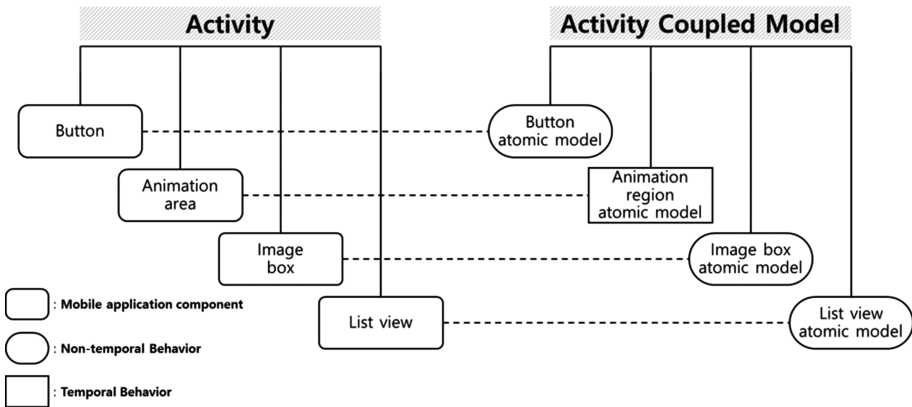 Activity
Activity Coupled Model
Button
Button
atomic model
Animation
area
Animation
region
atomic model
Image
box
Image box
atomic model
List view
List view
atomic model
: Mobile application component
: Non-temporal Behavior
: Temporal Behavior